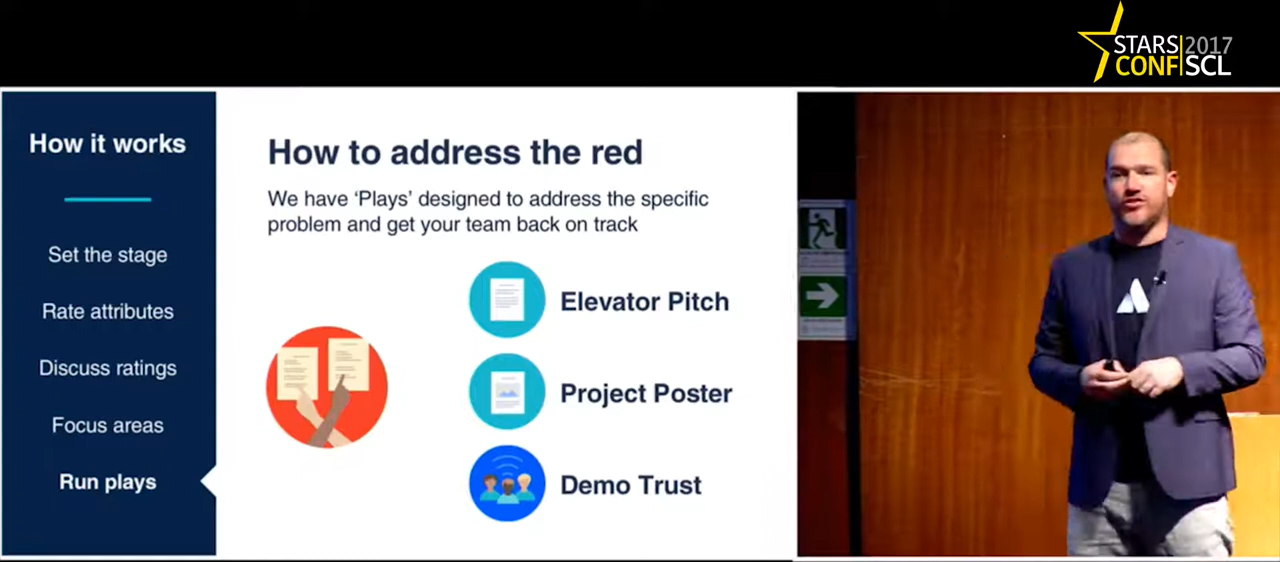 STARS 2017
CONF SCL
How it works
Set the stage
Rate attributes
Discuss ratings
Focus areas
Run plays
How to address the red
We have ‘Plays’ designed to address the specific
problem and get your team back on track
Elevator Pitch
Project Poster
Demo Trust